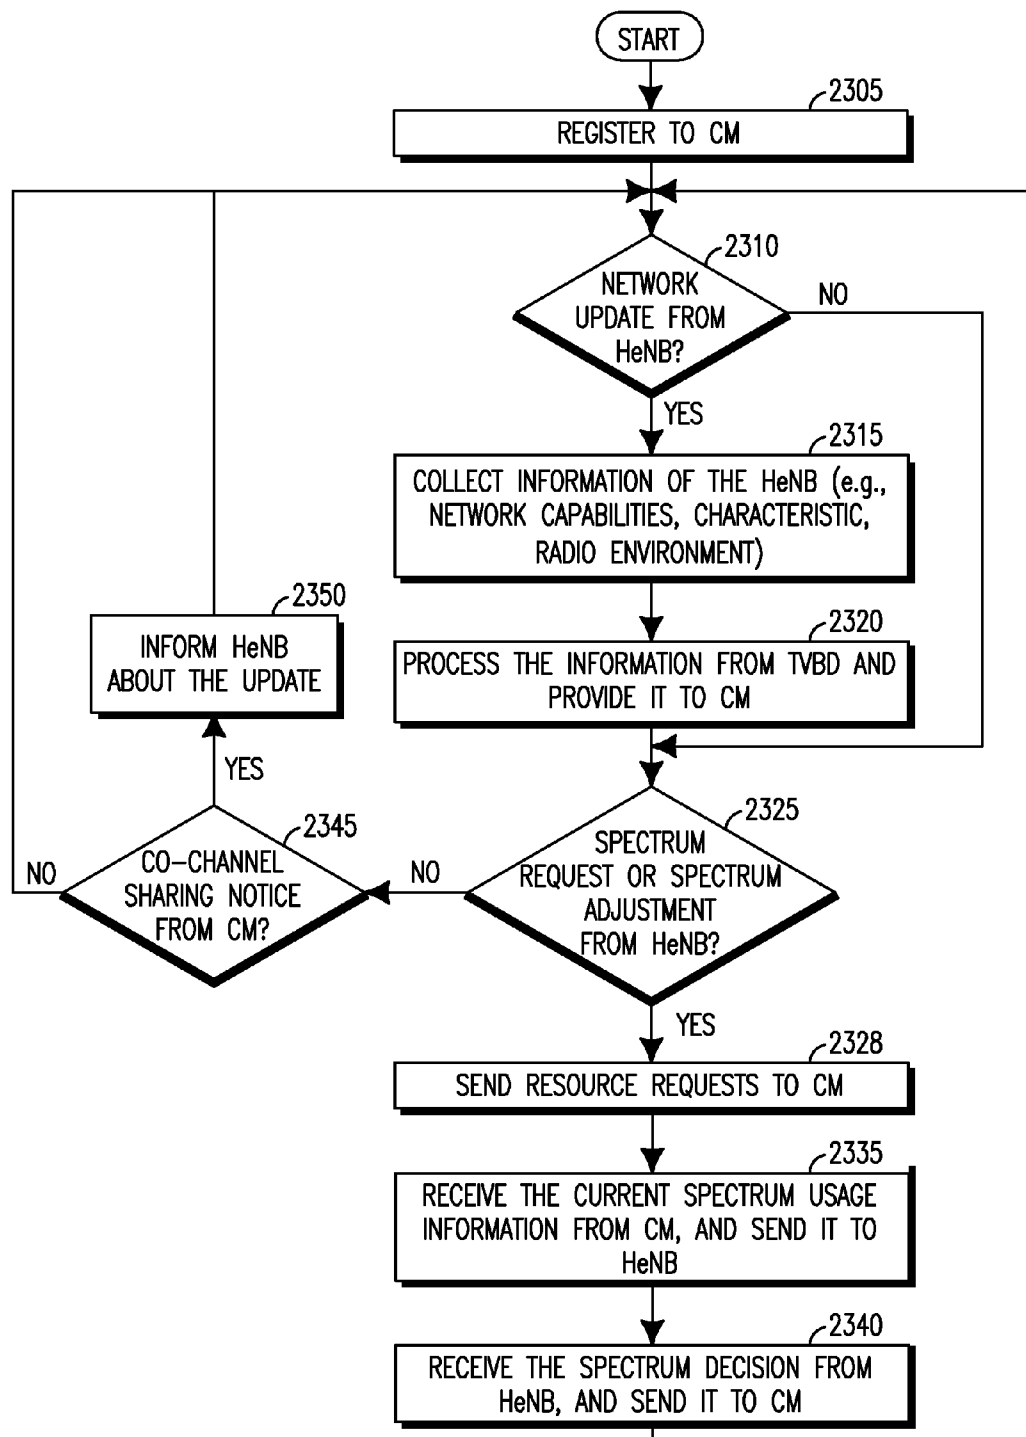 START
2305
REGISTER TO CM
2310
NETWORK
UPDATE FROM
HeNB?
NO
YES
2315
COLLECT INFORMATION OF THE HeNB (e.g.,
NETWORK CAPABILITIES, CHARACTERISTIC,
RADIO ENVIRONMENT)
2320
PROCESS THE INFORMATION FROM TVBD AND
PROVIDE IT TO CM
2350
INFORM HeNB
ABOUT THE UPDATE
YES
2325
SPECTRUM
REQUEST OR SPECTRUM
ADJUSTMENT
FROM HeNB?
NO
2345
CO-CHANNEL
SHARING NOTICE
FROM CM?
NO
YES
2328
SEND RESOURCE REQUESTS TO CM
2335
RECEIVE THE CURRENT SPECTRUM USAGE
INFORMATION FROM CM, AND SEND IT TO
HeNB
2340
RECEIVE THE SPECTRUM DECISION FROM
HeNB, AND SEND IT TO CM